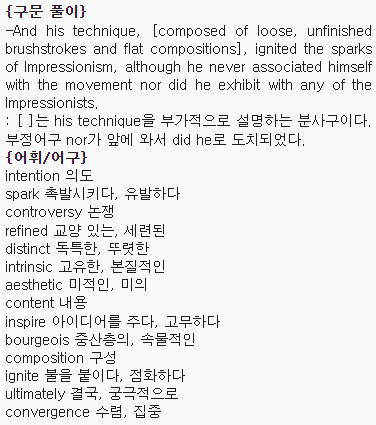 {구문 풀이}
-And his technique, [composed of loose, unfinished
brushstrokes and flat compositions], ignited the sparks
of Impressionism, although he never associated himself
with the movement nor did he exhibit with any of the
Impressionists.
: [ ]는 his technique을 부가적으로 설명하는 분사구이다.
부정어구 nor가 앞에 와서 did he로 도치되었다.
{어휘/어구}
intention 의도
spark 촉발시키다, 유발하다
controversy 논쟁
refined 교양 있는, 세련된
distinct 독특한, 뚜렷한
intrinsic 고유한, 본질적인
aesthetic 미적인, 미의
content 내용
inspire 아이디어를 주다, 고무하다
bourgeois 중산층의, 속물적인
composition 구성
ignite 불을 붙이다, 점화하다
ultimately 결국, 궁극적으로
convergence 수렴, 집중